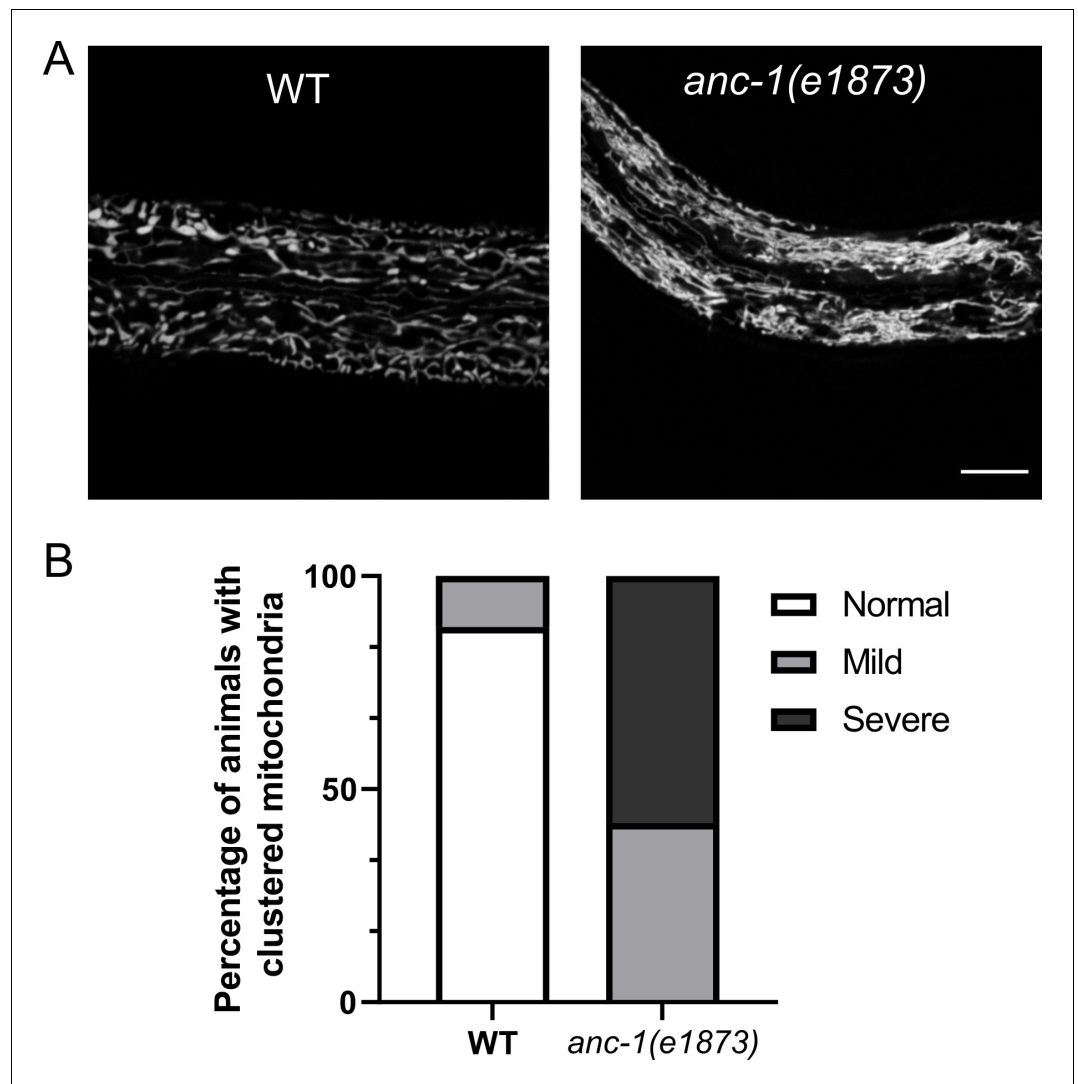 A
WT
anc-1(e1873)
B
Percentage of animals with
clustered mitochondria
100
50
0
WT
anc-1(e1873)
Normal
Mild
Severe